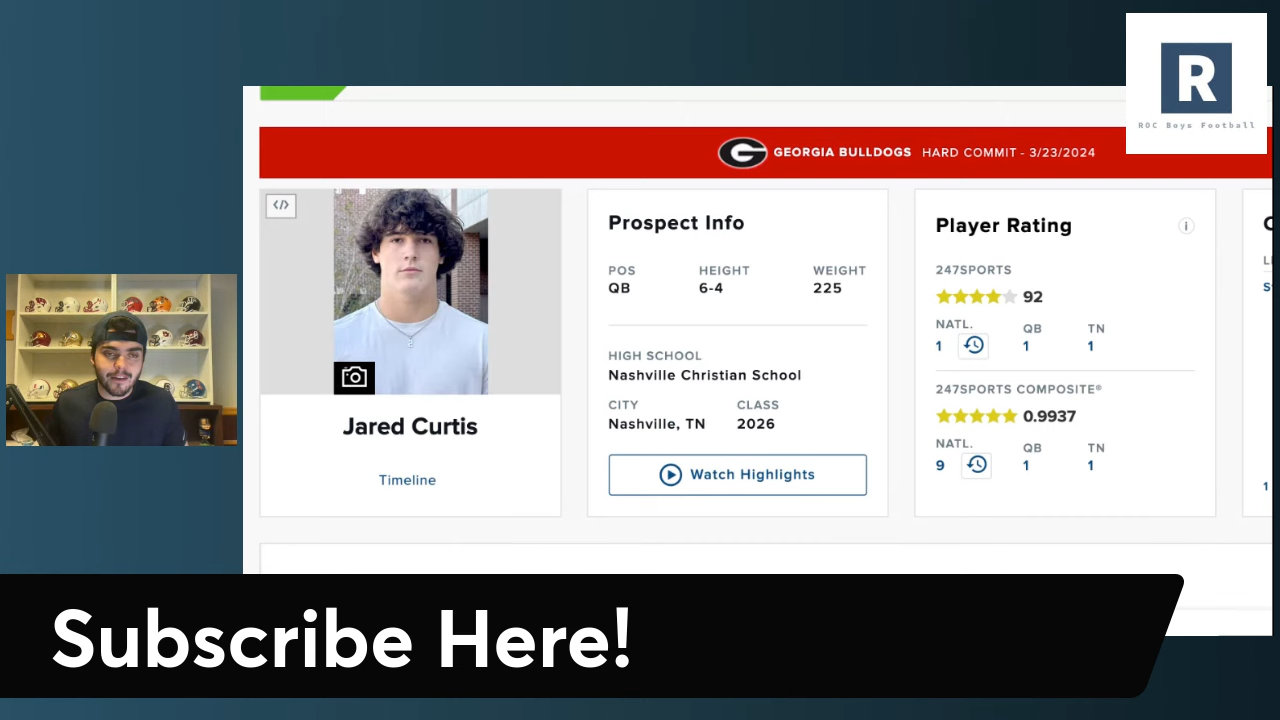 R
ROC Boys Football
GEORGIA BULLDOGS HARD COMMIT - 3/23/2024
</>
Jared Curtis
Timeline
Prospect Info
POS HEIGHT WEIGHT
QB 6-4 225
HIGH SCHOOL
Nashville Christian School
CITY CLASS
Nashville, TN 2026
Watch Highlights
Player Rating
i
247SPORTS
92
NATL. QB TN
1 1 1
247SPORTS COMPOSITE®
0.9937
NATL. QB TN
9 1 1
1
Subscribe Here!